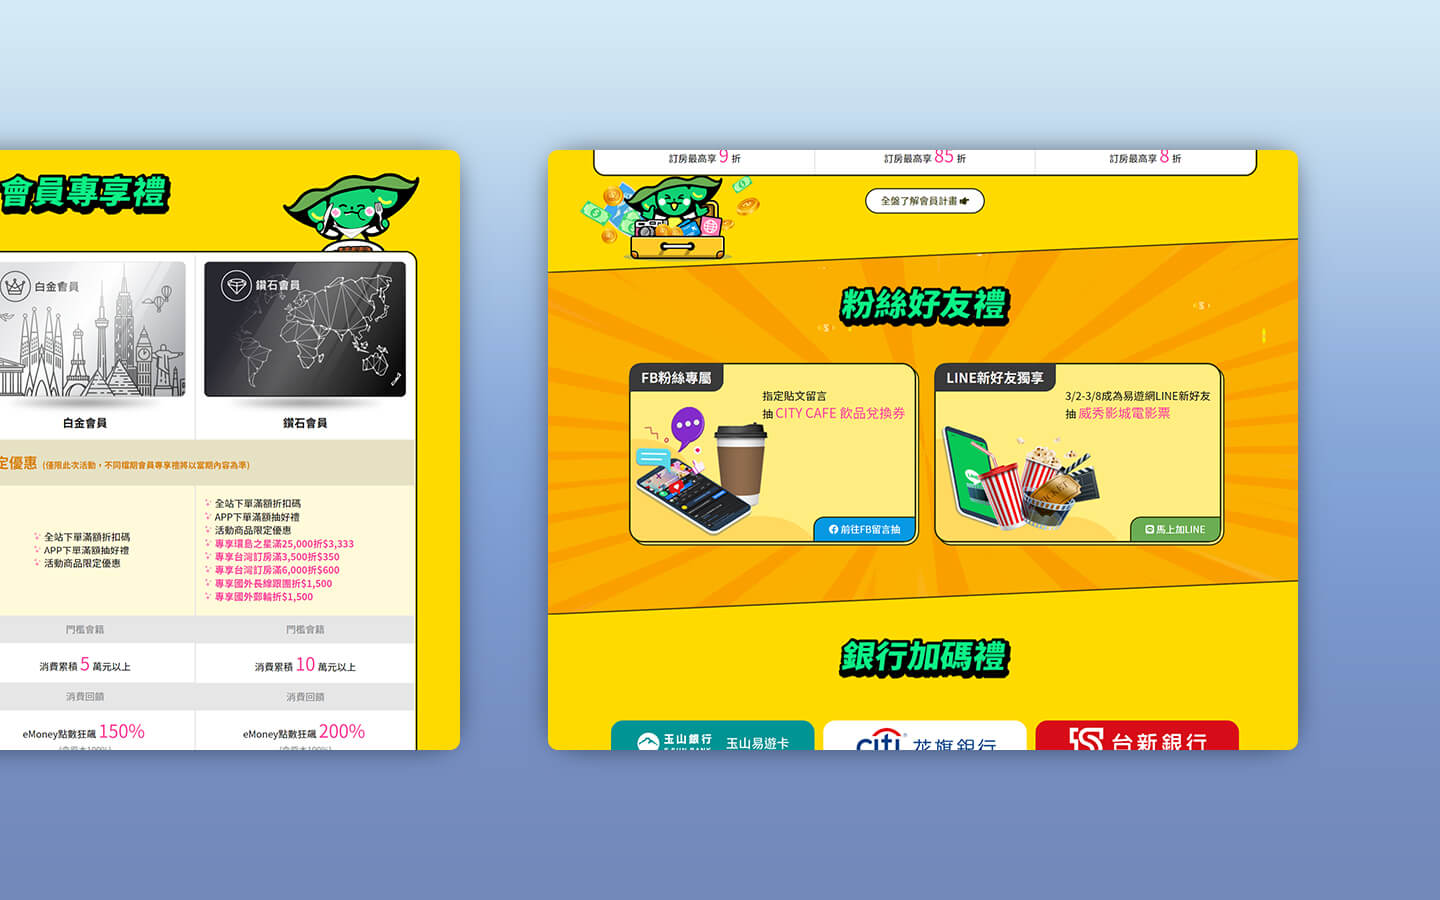 會員專享禮
白金會員
鑽石會員
白金會員
鑽石會員
定優惠 (僅限此次活動，不同檔期會員專享禮將以當期內容為準)
全站下單滿額折扣碼
APP下單滿額抽好禮
活動商品限定優惠
全站下單滿額折扣碼
APP下單滿額抽好禮
活動商品限定優惠
專享環島之星滿25,000折$3,333
專享台灣訂房滿3,500折$350
專享台灣訂房滿6,000折$600
專享國外長線跟團折$1,500
專享國外郵輪折$1,500
門檻會籍
門檻會籍
消費累積 5 萬元以上
消費累積 10 萬元以上
消費回饋
消費回饋
eMoney點數狂飆 150%
eMoney點數狂飆 200%
訂房最高享 9 折
訂房最高享 85 折
訂房最高享 8 折
全盤了解會員計畫
粉絲好友禮
FB粉絲專屬
指定貼文留言
抽 CITY CAFE 飲品兌換券
前往FB留言抽
LINE新好友獨享
3/2-3/8成為易遊網LINE新好友
抽 威秀影城電影票
馬上加LINE
銀行加碼禮
玉山銀行 玉山易遊卡
citi 花旗銀行
台新銀行